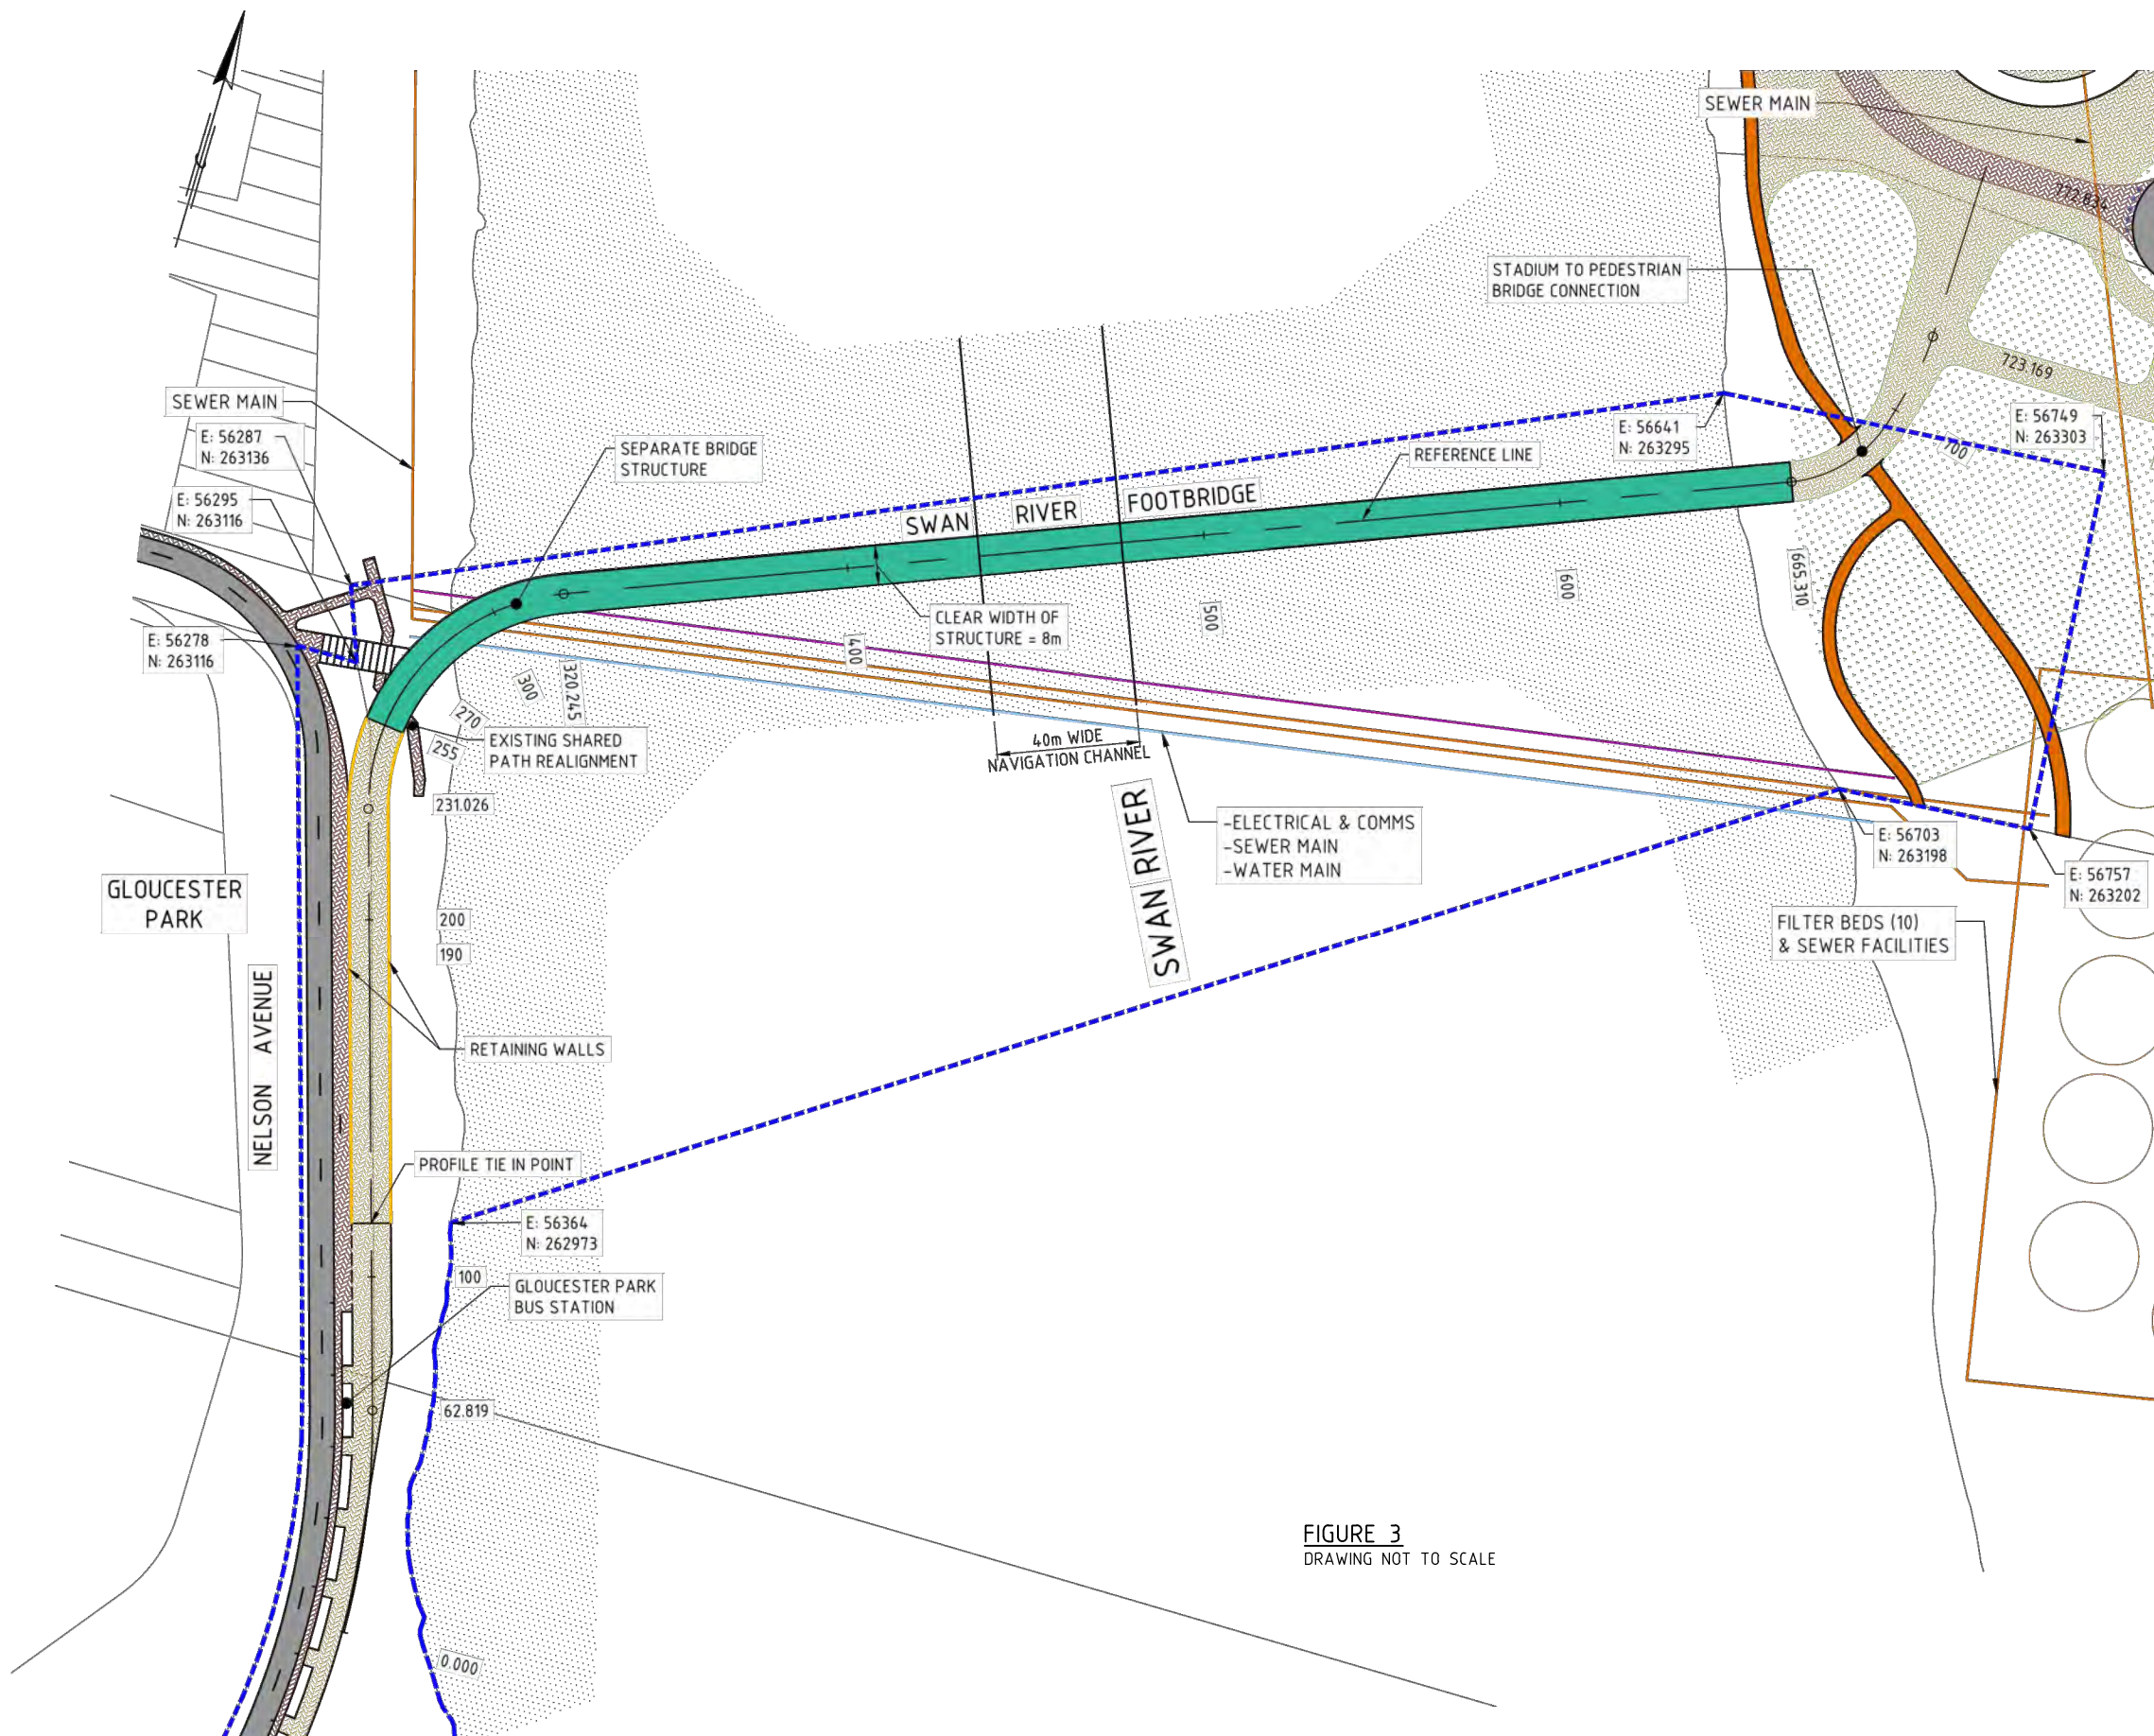 SEWER MAIN
772.834
STADIUM TO PEDESTRIAN
BRIDGE CONNECTION
723.169
SEWER MAIN
E: 56287
N: 263136
E: 56295
N: 263116
E: 56278
N: 263116
SEPARATE BRIDGE
STRUCTURE
E: 56641
N: 263295
E: 56749
N: 263303
700
REFERENCE LINE
SWAN RIVER FOOTBRIDGE
CLEAR WIDTH OF
STRUCTURE = 8m
400
500
600
665.310
320.245
300
270
255
EXISTING SHARED
PATH REALIGNMENT
231.026
40m WIDE
NAVIGATION CHANNEL
SWAN RIVER
-ELECTRICAL & COMMS
-SEWER MAIN
-WATER MAIN
E: 56703
N: 263198
E: 56757
N: 263202
GLOUCESTER
PARK
200
190
FILTER BEDS (10)
& SEWER FACILITIES
NELSON AVENUE
RETAINING WALLS
PROFILE TIE IN POINT
E: 56364
N: 262973
100
GLOUCESTER PARK
BUS STATION
62.819
FIGURE 3
DRAWING NOT TO SCALE
0.000